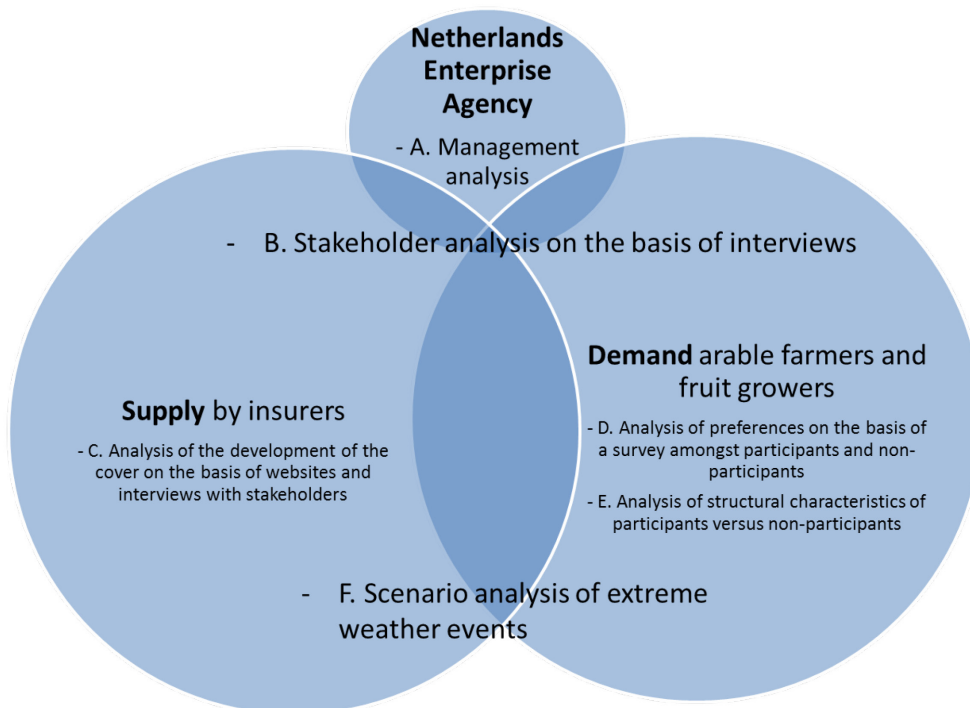 Netherlands
Enterprise
Agency
- A. Management
analysis
- B. Stakeholder analysis on the basis of interviews
Supply by insurers
- C. Analysis of the development of the
cover on the basis of websites and
interviews with stakeholders
Demand arable farmers and
fruit growers
- D. Analysis of preferences on the basis of
a survey amongst participants and non-
participants
- E. Analysis of structural characteristics of
participants versus non-participants
- F. Scenario analysis of extreme
weather events